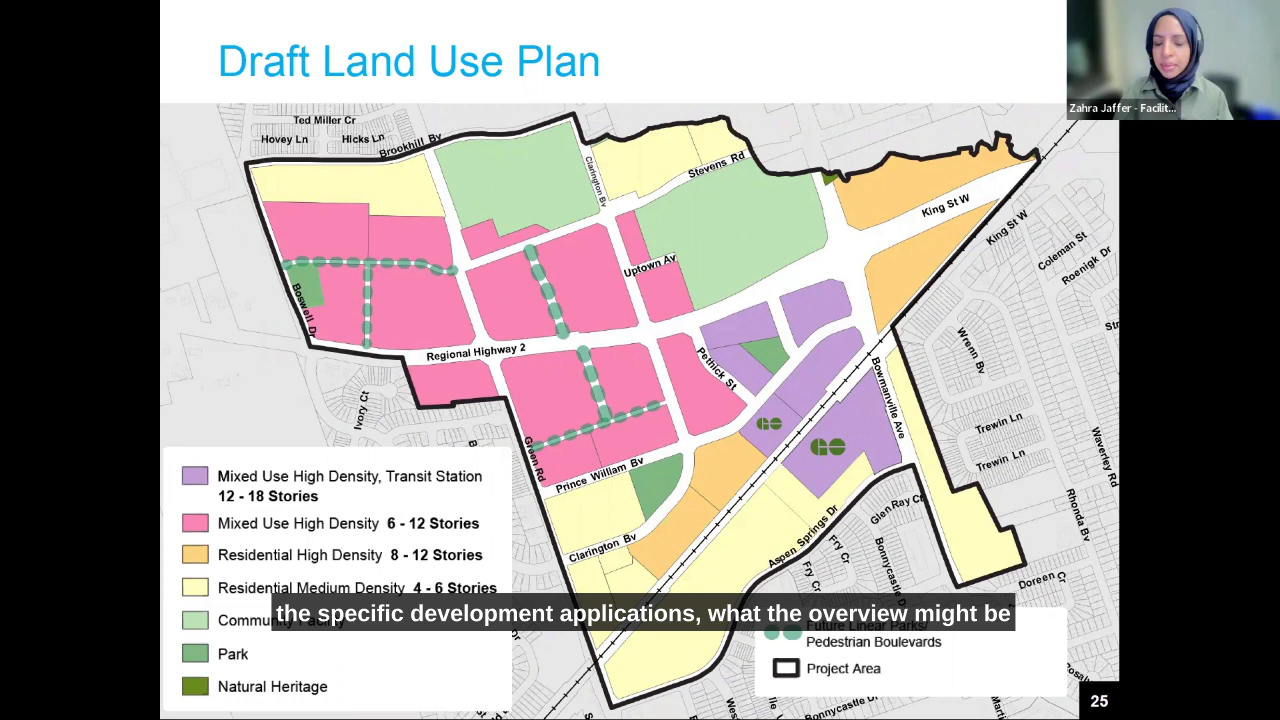 Draft Land Use Plan
Zahra Jaffer - Facilit...
Ted Miller Cr
Hovey Ln
Hicks Ln
Brookhill Bv
Clarington Bv
Stevens Rd
King St W
King St W
Coleman St
Roenigk Dr
Uptown Av
Boswell Dr
Regional Highway 2
Petrick St
Bowmanville Ave
Wrenn Bv
Ivory Ct
Trewin Ln
Trewin Ln
Waverley Rd
Green Rd
Prince William Bv
GO
GO
Rhonda Bv
Glen Ray Ct
Aspen Springs Dr
Clarington Bv
Fry Cr
Fry Cr
Doreen Cr
Mixed Use High Density, Transit Station
12 - 18 Stories
Mixed Use High Density 6 - 12 Stories
Residential High Density 8 - 12 Stories
Residential Medium Density 4 - 6 Stories
the specific development applications, what the overview might be
Future Linear Parks/
Pedestrian Boulevards
Park
Project Area
Natural Heritage
Bonnycastle Dr
25